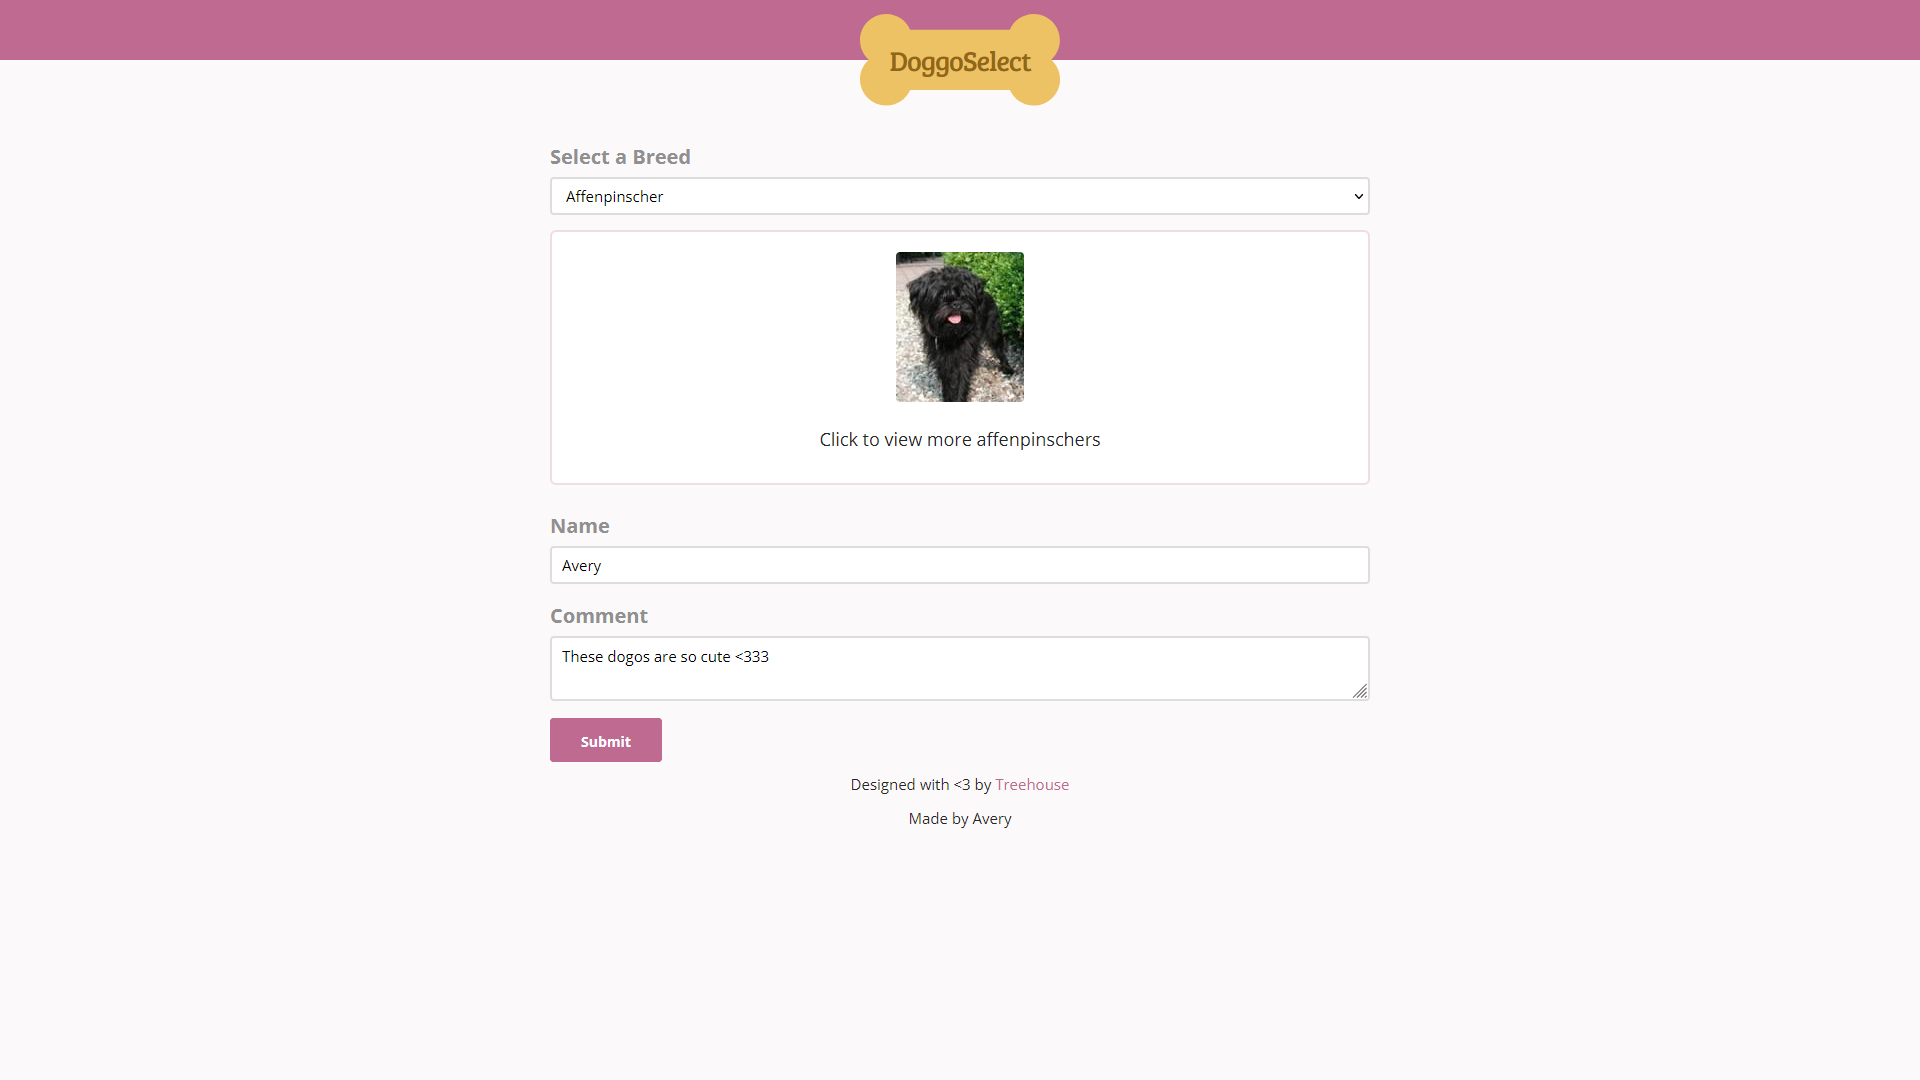 DoggoSelect
Select a Breed
Affenpinscher
Click to view more affenpinschers
Name
Avery
Comment
These dogos are so cute <333
Submit
Designed with <3 by Treehouse
Made by Avery